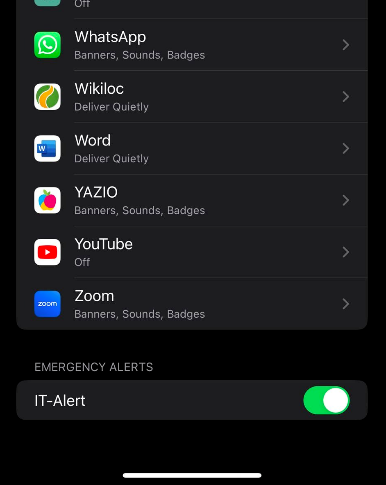 Off
WhatsApp
Banners, Sounds, Badges
Wikiloc
Deliver Quietly
W
Word
Deliver Quietly
YAZIO
Banners, Sounds, Badges
YouTube
Off
zoom
Zoom
Banners, Sounds, Badges
EMERGENCY ALERTS
IT-Alert